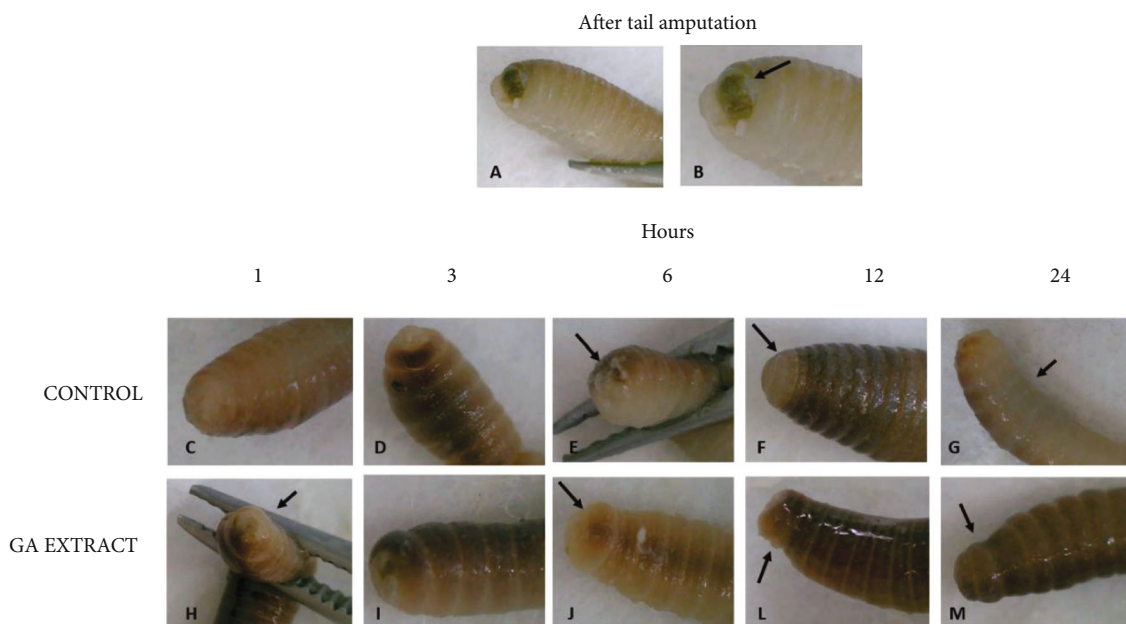 After tail amputation
A B
Hours
1 3 6 12 24
CONTROL
C D E F G
GA EXTRACT
H I J L M